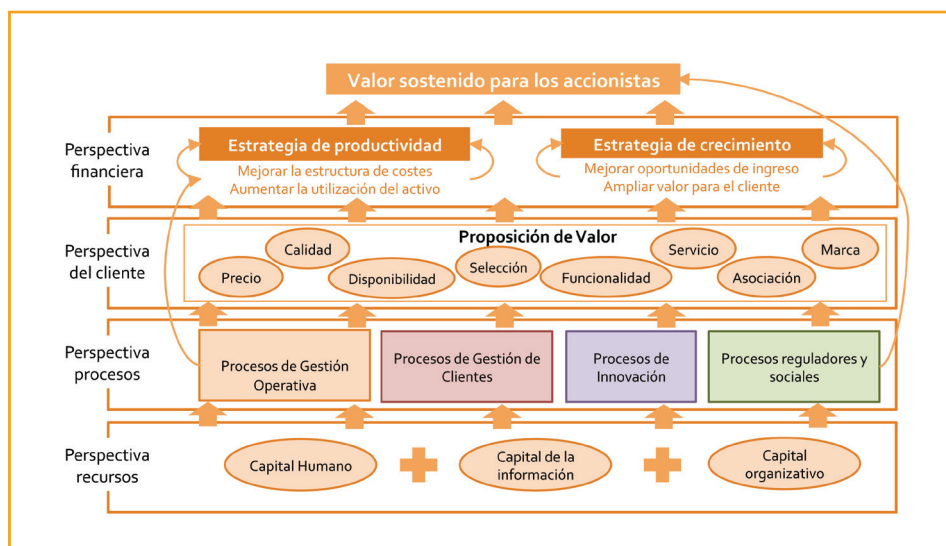 Valor sostenido para los accionistas
Perspectiva
financiera
Estrategia de productividad
Mejorar la estructura de costes
Aumentar la utilización del activo
Estrategia de crecimiento
Mejorar oportunidades de ingreso
Ampliar valor para el cliente
Perspectiva
del cliente
Proposición de Valor
Precio
Calidad
Disponibilidad
Selección
Funcionalidad
Servicio
Asociación
Marca
Perspectiva
procesos
Procesos de Gestión
Operativa
Procesos de Gestión de
Clientes
Procesos de
Innovación
Procesos reguladores y
sociales
Perspectiva
recursos
Capital Humano
Capital de la
información
Capital
organizativo